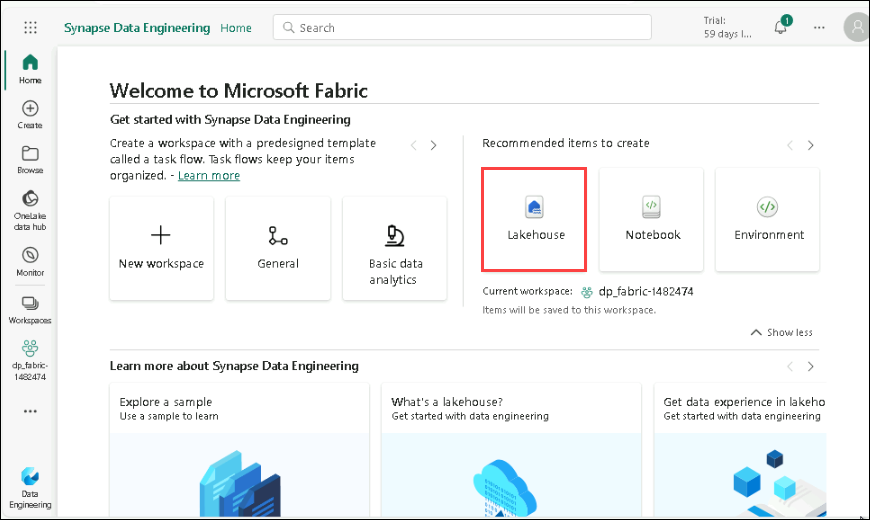 Synapse Data Engineering Home
Search
Trial:
59 days l...
1
Home
Create
Browse
OneLake
data hub
Monitor
Workspaces
dp_fabric-
1482474
Data
Engineering
Welcome to Microsoft Fabric
Get started with Synapse Data Engineering
Create a workspace with a predesigned template
called a task flow. Task flows keep your items
organized. - Learn more
New workspace
General
Basic data
analytics
Recommended items to create
Lakehouse
Notebook
Environment
Current workspace: dp_fabric-1482474
Items will be saved to this workspace.
Show less
Learn more about Synapse Data Engineering
Explore a sample
Use a sample to learn
What's a lakehouse?
Get started with data engineering
Get data experience in lakeho
Get started with data engineering